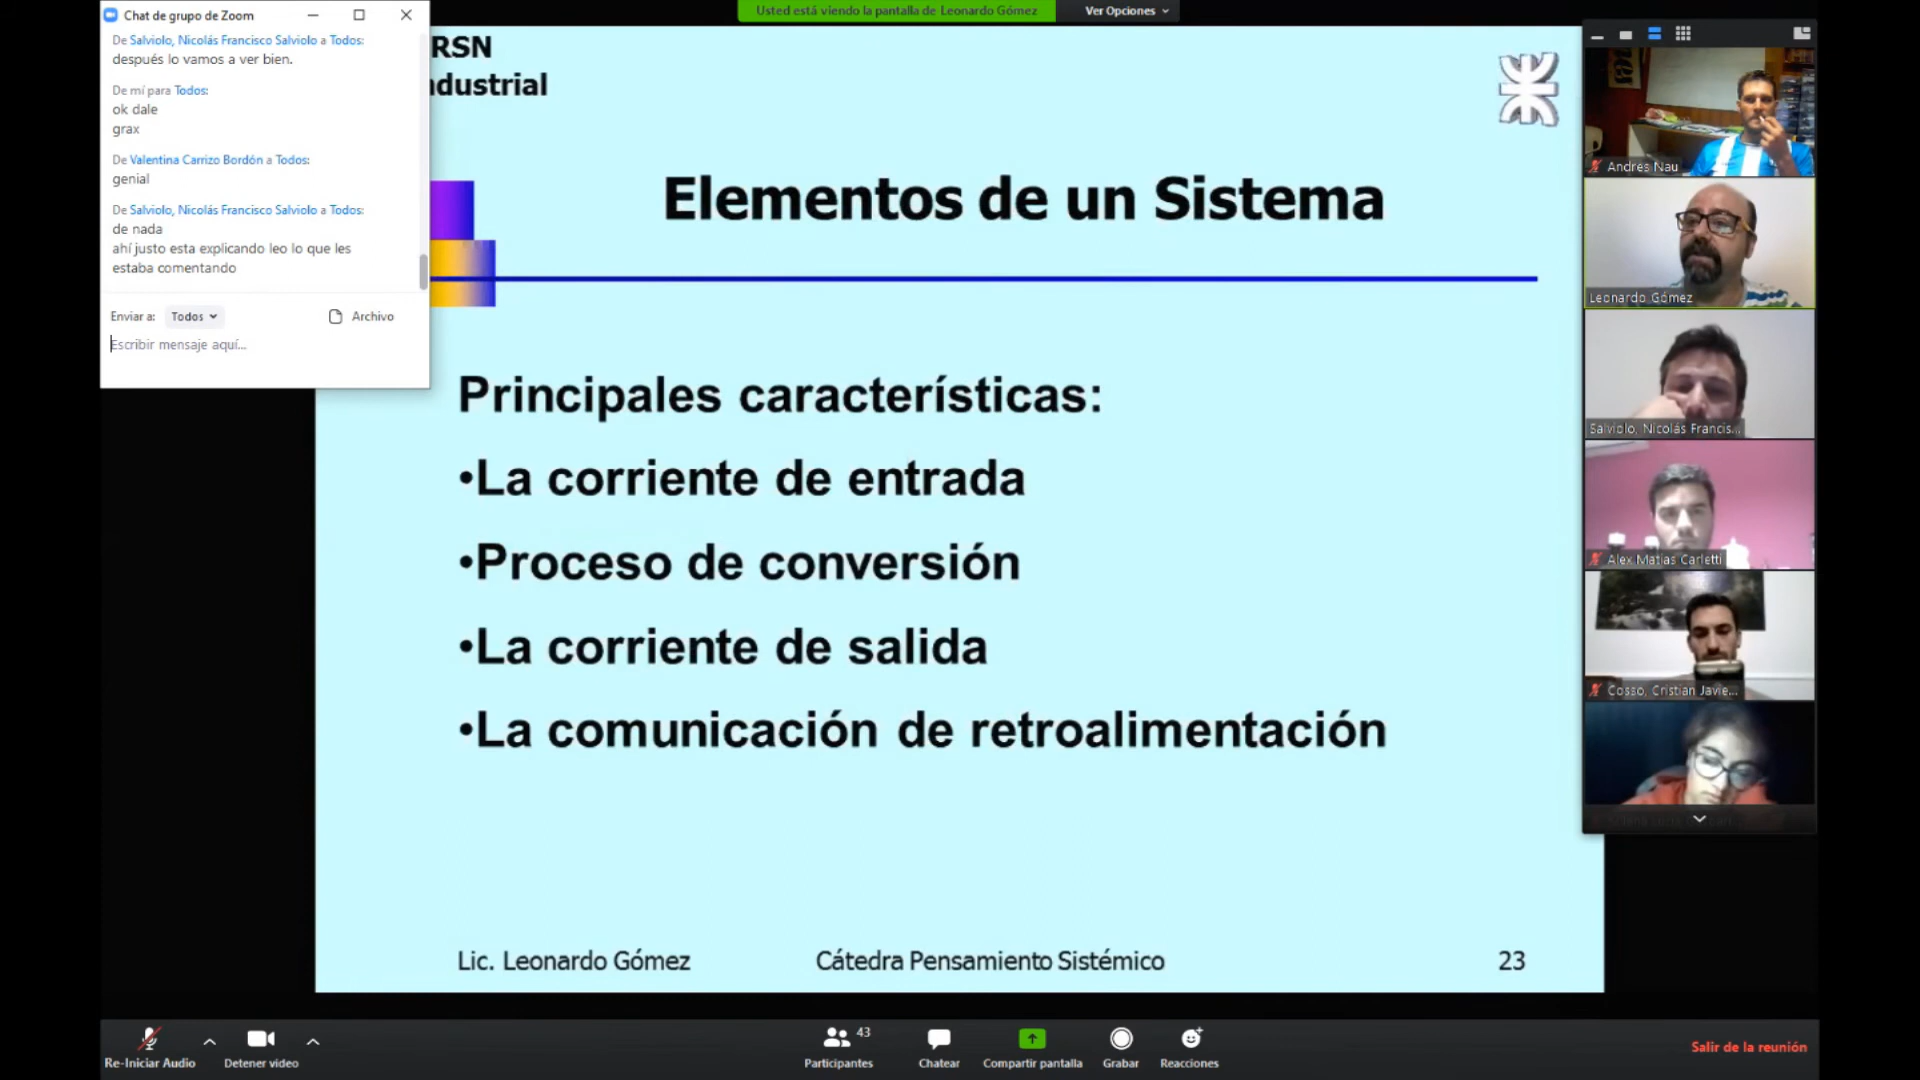 Chat de grupo de Zoom
De Salviolo, Nicolás Francisco Salviolo a Todos:
después lo vamos a ver bien.
De mí para Todos:
ok dale
grax
De Valentina Carrizo Bordón a Todos:
genial
De Salviolo, Nicolás Francisco Salviolo a Todos:
de nada
ahí justo esta explicando leo lo que les
estaba comentando
Enviar a: Todos
Archivo
Escribir mensaje aquí...
Usted está viendo la pantalla de Leonardo Gómez
Ver Opciones
RSN
ndustrial
Elementos de un Sistema
Principales características:
•La corriente de entrada
•Proceso de conversión
•La corriente de salida
•La comunicación de retroalimentación
Lic. Leonardo Gómez
Cátedra Pensamiento Sistémico
23
Andres Nau
Leonardo Gómez
Salviolo, Nicolás Francis...
Alex Matias Carletti
Cosso, Cristian Javie...
Re-Iniciar Audio
Detener video
43
Participantes
Chatear
Compartir pantalla
Grabar
Reacciones
Salir de la reunión